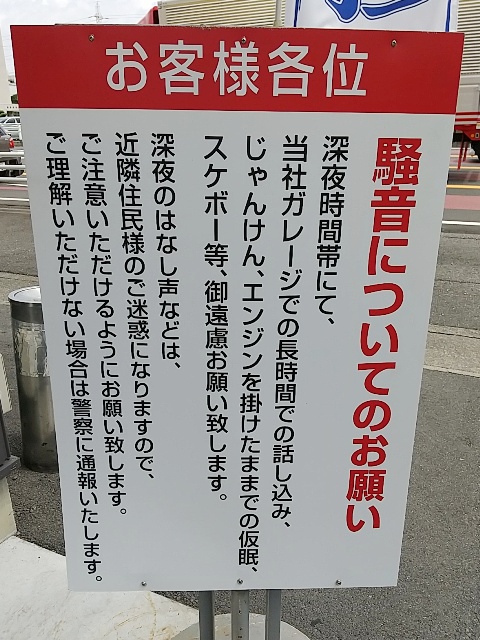 お客様各位
騒音についてのお願い
深夜時間帯にて、
当社ガレージでの長時間での話し込み、
じゃんけん、エンジンを掛けたままでの仮眠、
スケボー等、御遠慮お願い致します。
深夜のはなし声などは、
近隣住民様のご迷惑になりますので、
ご注意いただけるようにお願い致します。
ご理解いただけない場合は警察に通報いたします。